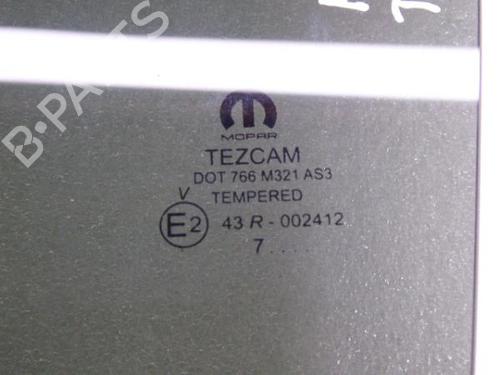 B-PARTS
MOPAR
TEZCAM
DOT 766 M321 AS3
V TEMPERED
E2 43 R - 002412
7 . . . .